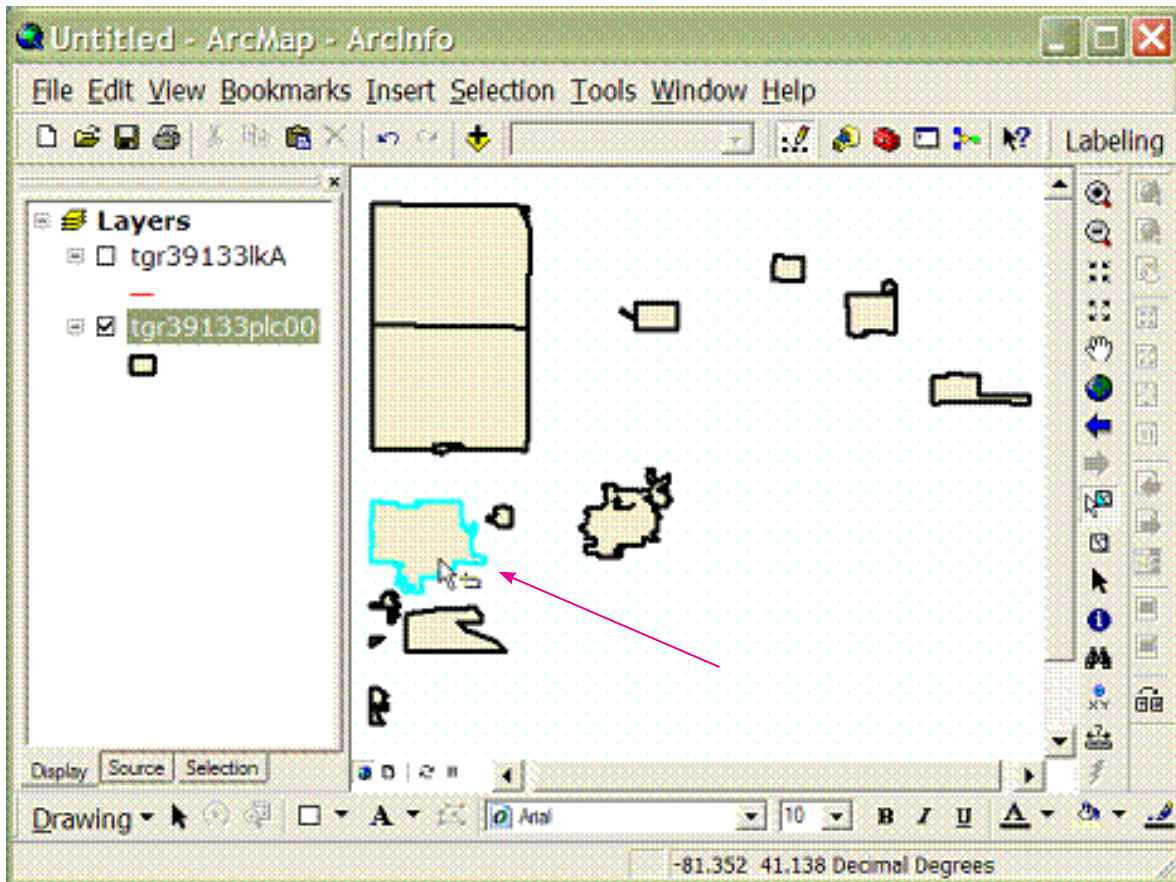 Untitled - ArcMap - ArcInfo
File Edit View Bookmarks Insert Selection Tools Window Help
Labeling
Layers
tgr39133lkA
tgr39133plc00
Display Source Selection
Drawing A Arial 10 B I U A
-81.352 41.138 Decimal Degrees